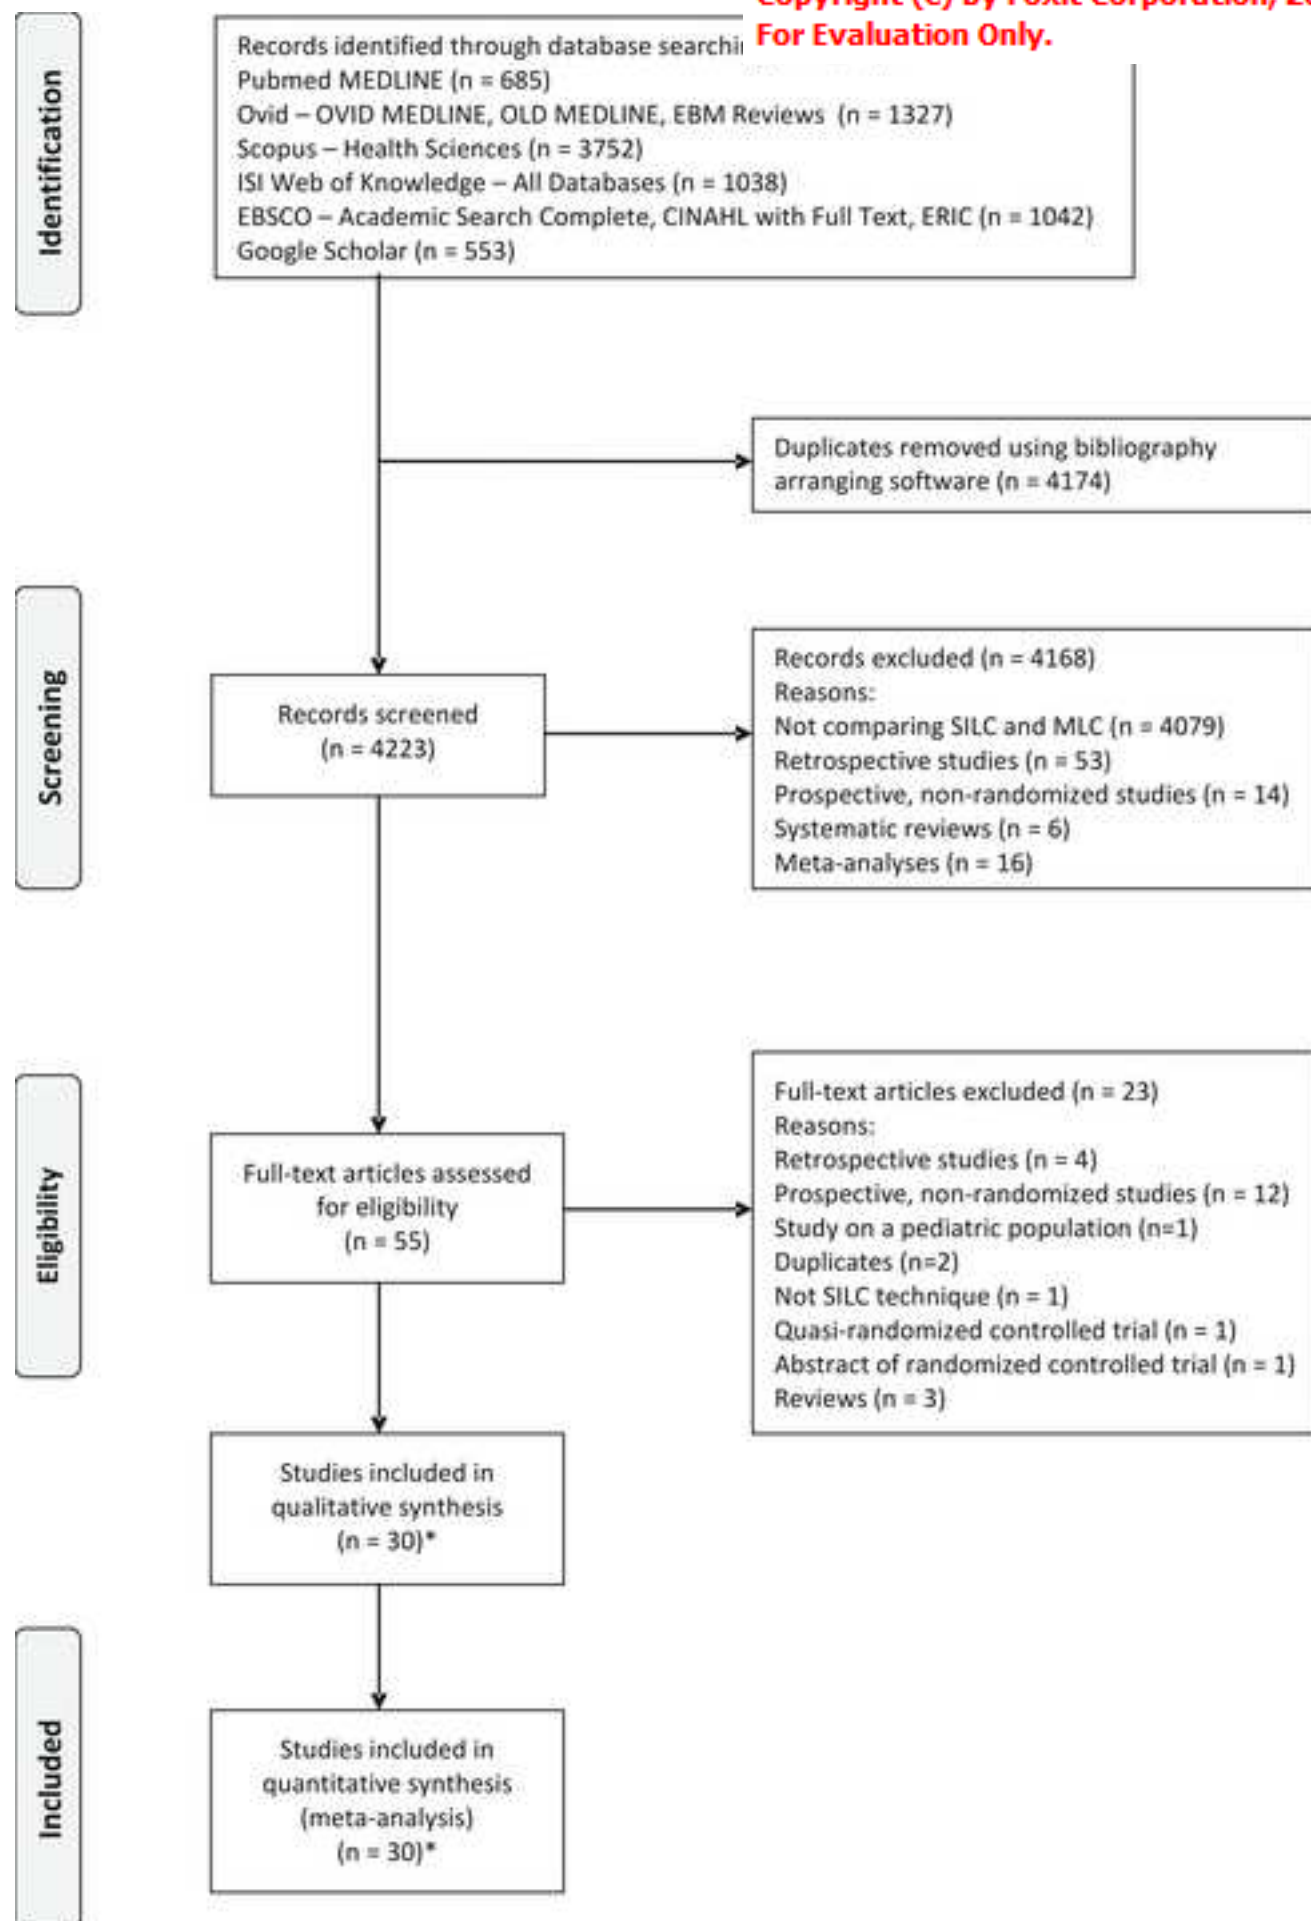 Copyright (C) by Foxit Corporation,
For Evaluation Only.
Identification
Records identified through database
Pubmed MEDLINE (n = 685)
Ovid – OVID MEDLINE, OLD MEDLINE, EBM Reviews (n = 1327)
Scopus – Health Sciences (n = 3752)
ISI Web of Knowledge – All Databases (n = 1038)
EBSCO – Academic Search Complete, CINAHL with Full Text, ERIC (n = 1042)
Google Scholar (n = 553)
Duplicates removed using bibliography
arranging software (n = 4174)
Screening
Records screened
(n = 4223)
Records excluded (n = 4168)
Reasons:
Not comparing SILC and MLC (n = 4079)
Retrospective studies (n = 53)
Prospective, non-randomized studies (n = 14)
Systematic reviews (n = 6)
Meta-analyses (n = 16)
Eligibility
Full-text articles assessed
for eligibility
(n = 55)
Full-text articles excluded (n = 23)
Reasons:
Retrospective studies (n = 4)
Prospective, non-randomized studies (n = 12)
Study on a pediatric population (n=1)
Duplicates (n=2)
Not SILC technique (n = 1)
Quasi-randomized controlled trial (n = 1)
Abstract of randomized controlled trial (n = 1)
Reviews (n = 3)
Studies included in
qualitative synthesis
(n = 30)*
Included
Studies included in
quantitative synthesis
(meta-analysis)
(n = 30)*